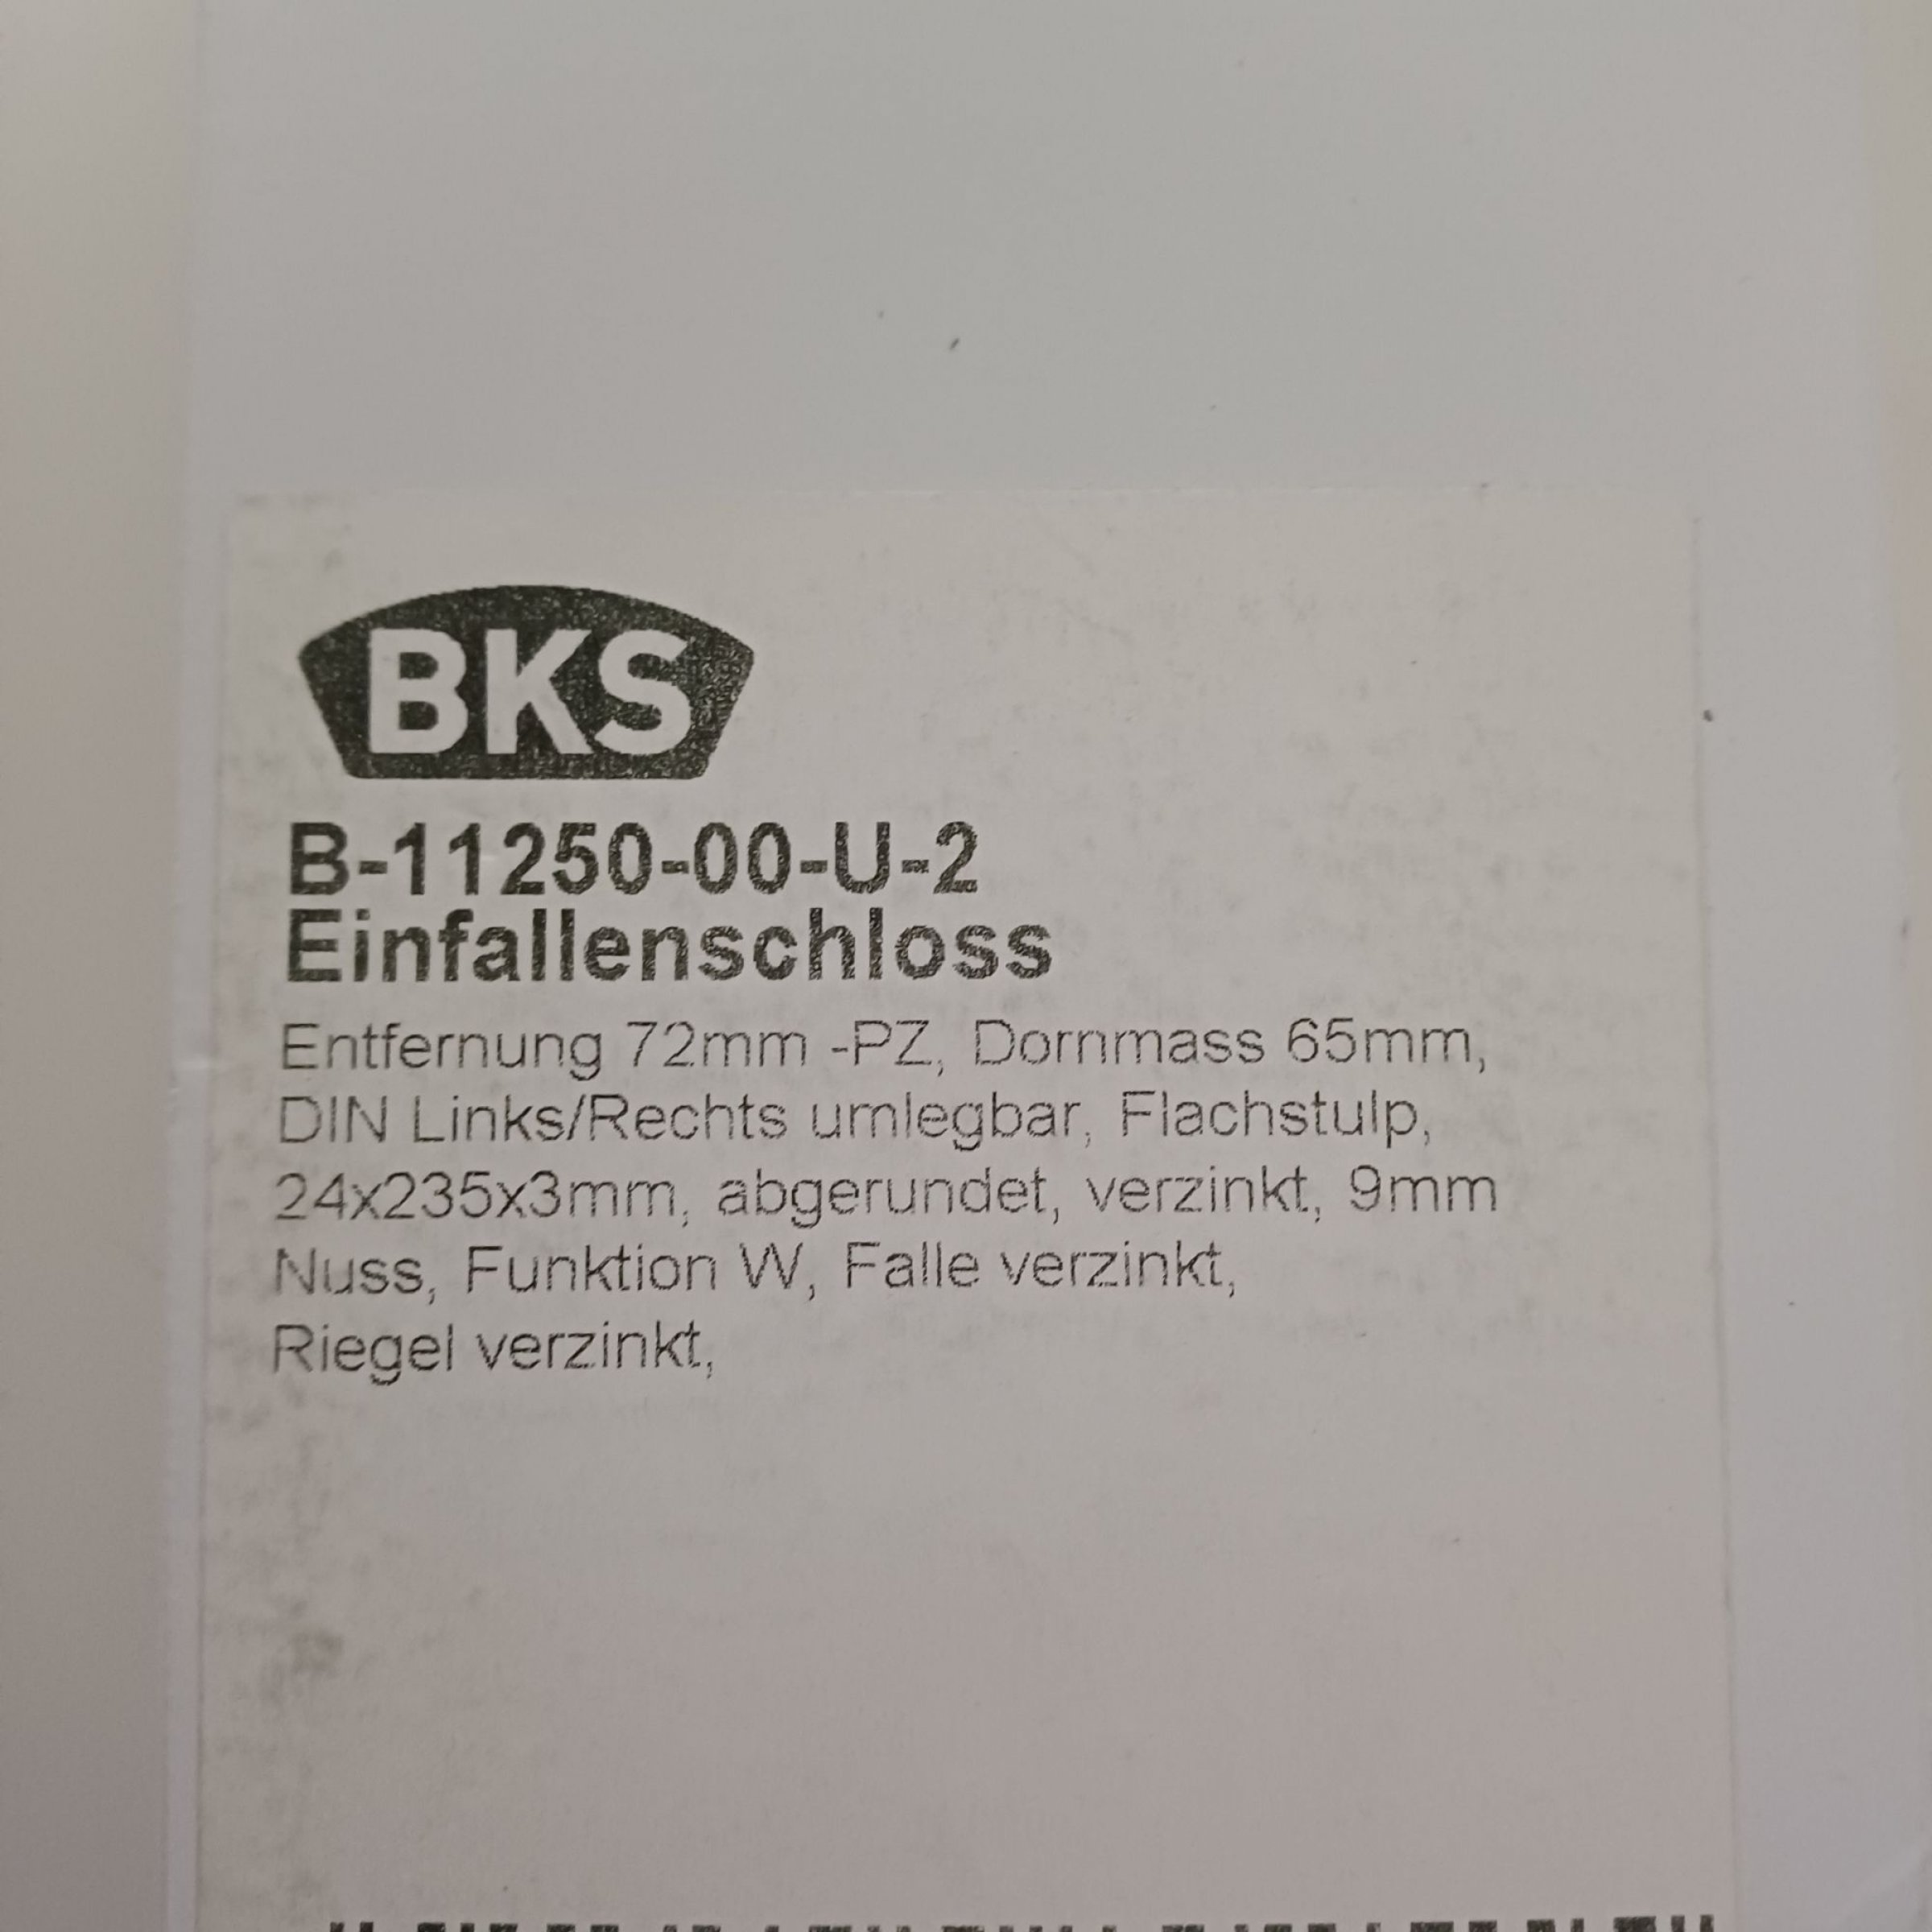 BKS
B-11250-00-U-2
Einfallenschloss
Entfernung 72mm -PZ, Dornmass 65mm,
DIN Links/Rechts umlegbar, Flachstulp,
24x235x3mm, abgerundet, verzinkt, 9mm
Nuss, Funktion W, Falle verzinkt,
Riegel verzinkt,